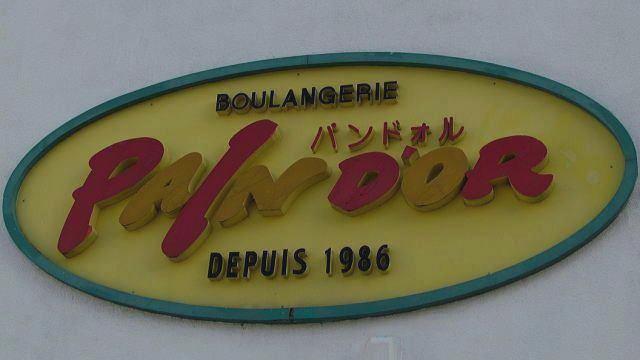 BOULANGERIE
パンドォル
PAIN D'OR
DEPUIS 1986